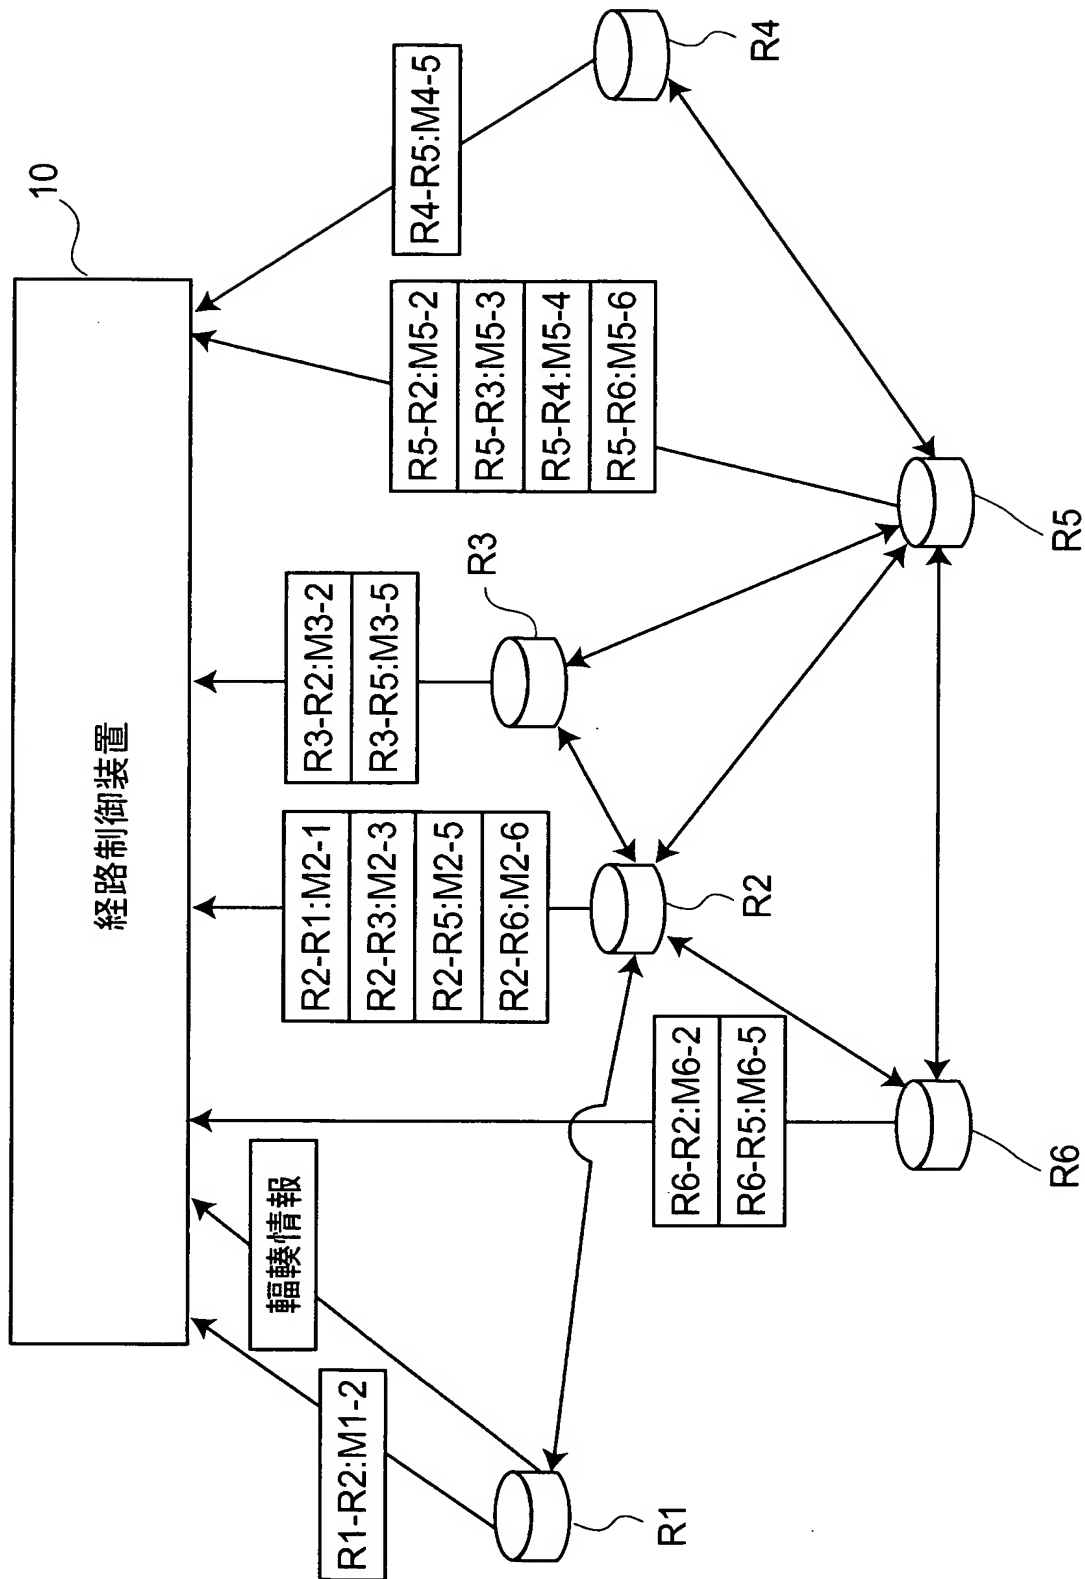 10
経路制御装置
R1-R2:M1-2
輻輳情報
R6-R2:M6-2
R6-R5:M6-5
R2-R1:M2-1
R2-R3:M2-3
R2-R5:M2-5
R2-R6:M2-6
R3-R2:M3-2
R3-R5:M3-5
R5-R2:M5-2
R5-R3:M5-3
R5-R4:M5-4
R5-R6:M5-6
R4-R5:M4-5
R1
R6
R2
R3
R5
R4